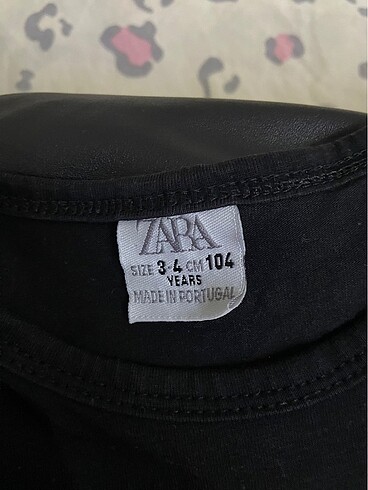 ZARA
SIZE 3-4 CM 104
YEARS
MADE IN PORTUGAL